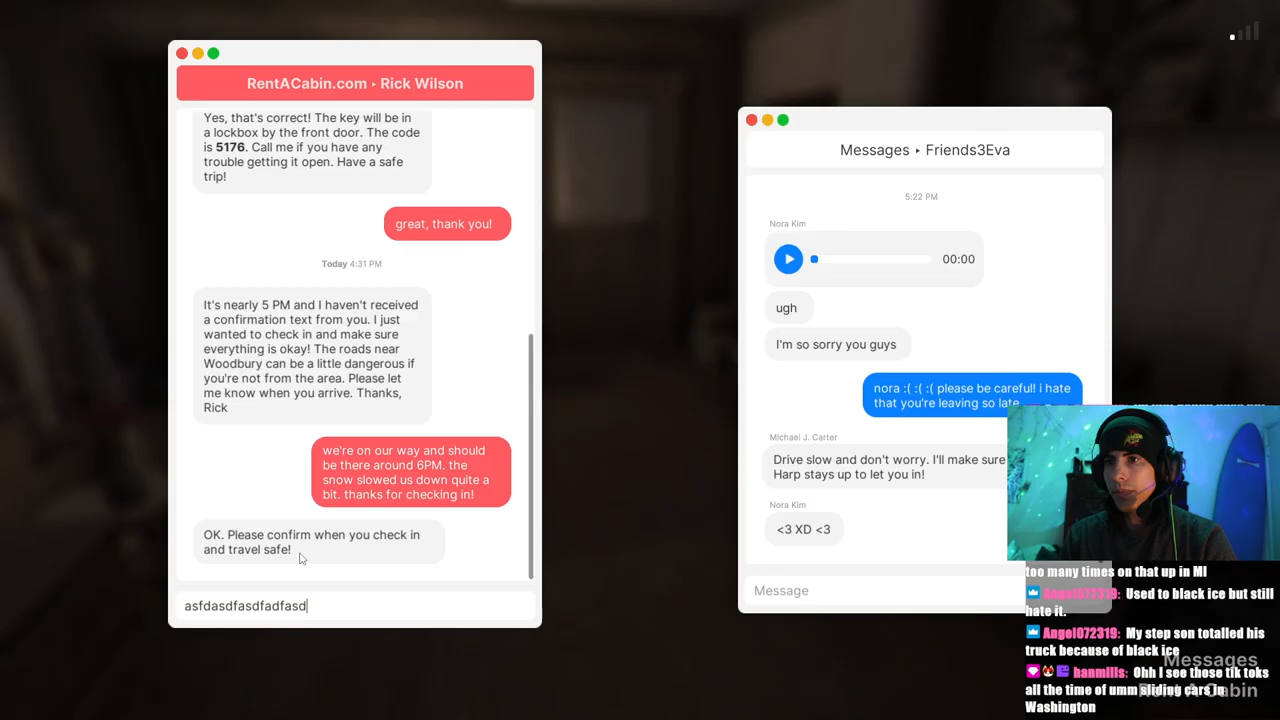 RentACabin.com ▸ Rick Wilson
Yes, that's correct! The key will be in
a lockbox by the front door. The code
is 5176. Call me if you have any
trouble getting it open. Have a safe
trip!
great, thank you!
Today 4:31 PM
It's nearly 5 PM and I haven't received
a confirmation text from you. I just
wanted to check in and make sure
everything is okay! The roads near
Woodbury can be a little dangerous if
you're not from the area. Please let
me know when you arrive. Thanks,
Rick
we're on our way and should
be there around 6PM. the
snow slowed us down quite a
bit. thanks for checking in!
OK. Please confirm when you check in
and travel safe!
asfdasdfasdfadfasd
Messages ▸ Friends3Eva
5:22 PM
Nora Kim
00:00
ugh
I'm so sorry you guys
nora :( :( :( please be careful! i hate
that you're leaving so late
Michael J. Carter
Drive slow and don't worry. I'll make sure
Harp stays up to let you in!
Nora Kim
<3 XD <3
Message
too many times on that up in MI
Angel072319: Used to black ice but still
hate it.
Angel072319: My step son totalled his
truck because of black ice
hanmills: Ohh I see those tik toks
all the time of umm sliding cars in
Washington
Messages
Rent A Cabin